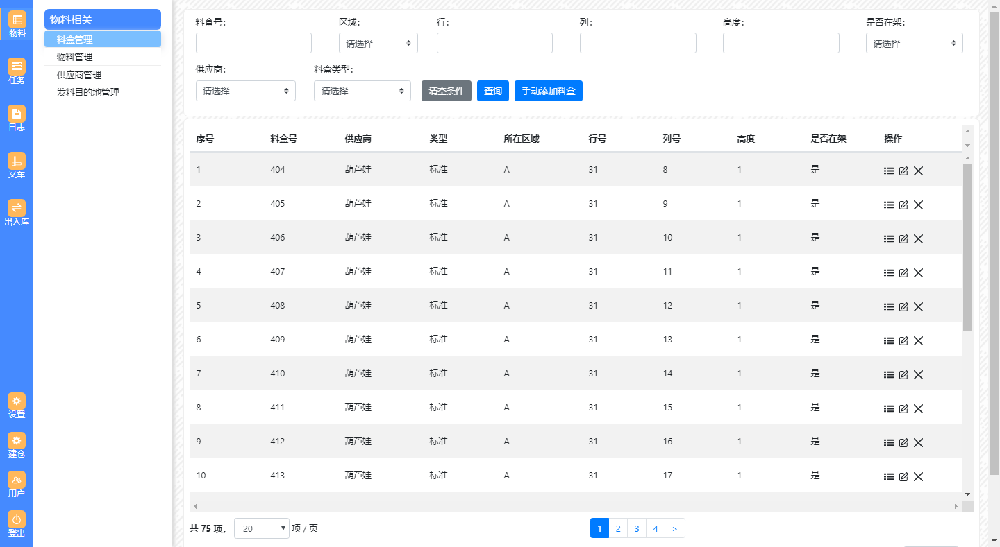 物料
任务
日志
叉车
出入库
设置
建仓
用户
登出
物料相关
料盒管理
物料管理
供应商管理
发料目的地管理
料盒号: 区域: 行: 列: 高度: 是否在架:
请选择 请选择
供应商: 料盒类型:
请选择 请选择 清空条件 查询 手动添加料盒
序号 料盒号 供应商 类型 所在区域 行号 列号 高度 是否在架 操作
1 404 葫芦娃 标准 A 31 8 1 是
2 405 葫芦娃 标准 A 31 9 1 是
3 406 葫芦娃 标准 A 31 10 1 是
4 407 葫芦娃 标准 A 31 11 1 是
5 408 葫芦娃 标准 A 31 12 1 是
6 409 葫芦娃 标准 A 31 13 1 是
7 410 葫芦娃 标准 A 31 14 1 是
8 411 葫芦娃 标准 A 31 15 1 是
9 412 葫芦娃 标准 A 31 16 1 是
10 413 葫芦娃 标准 A 31 17 1 是
共 75 项, 20 项 / 页 1 2 3 4 >